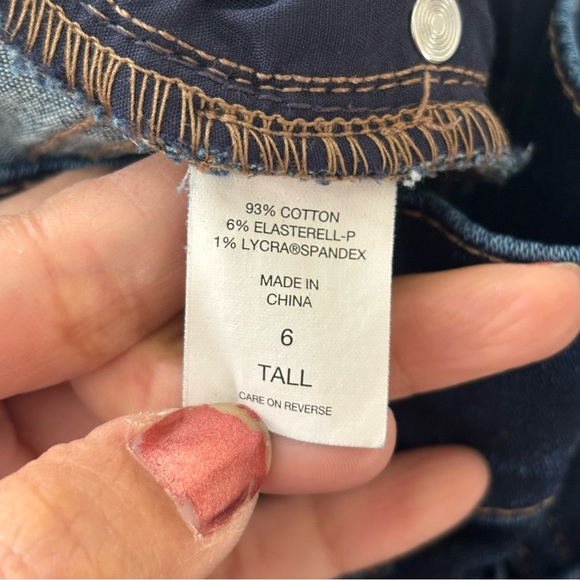 93% COTTON
6% ELASTERELL-P
1% LYCRA®SPANDEX
MADE IN
CHINA
6
TALL
CARE ON REVERSE